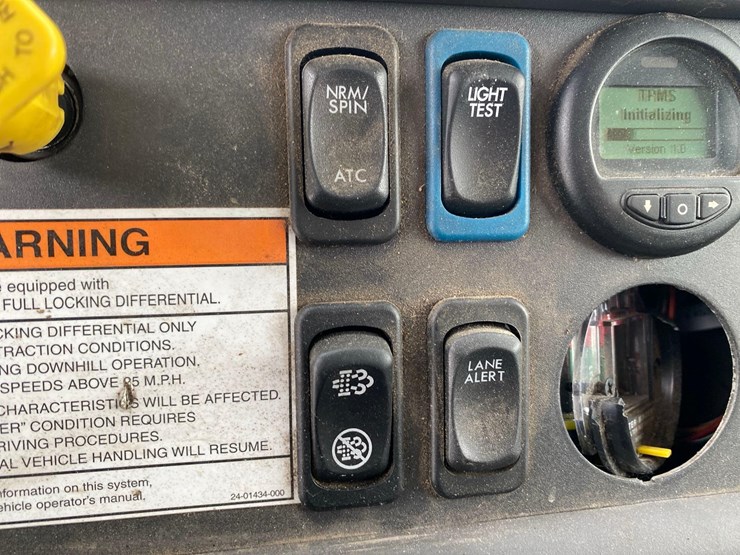 TO
NRM/
SPIN
ATC
LIGHT
TEST
TPMS
Initializing
Version 1.0
LANE
ALERT
ARNING
equipped with
FULL LOCKING DIFFERENTIAL.
CKING DIFFERENTIAL ONLY
TRACTION CONDITIONS.
NG DOWNHILL OPERATION.
SPEEDS ABOVE 25 M.P.H.
CHARACTERISTICS WILL BE AFFECTED.
ER" CONDITION REQUIRES
RIVING PROCEDURES.
AL VEHICLE HANDLING WILL RESUME.
formation on this system,
ehicle operator's manual.
24-01434-000